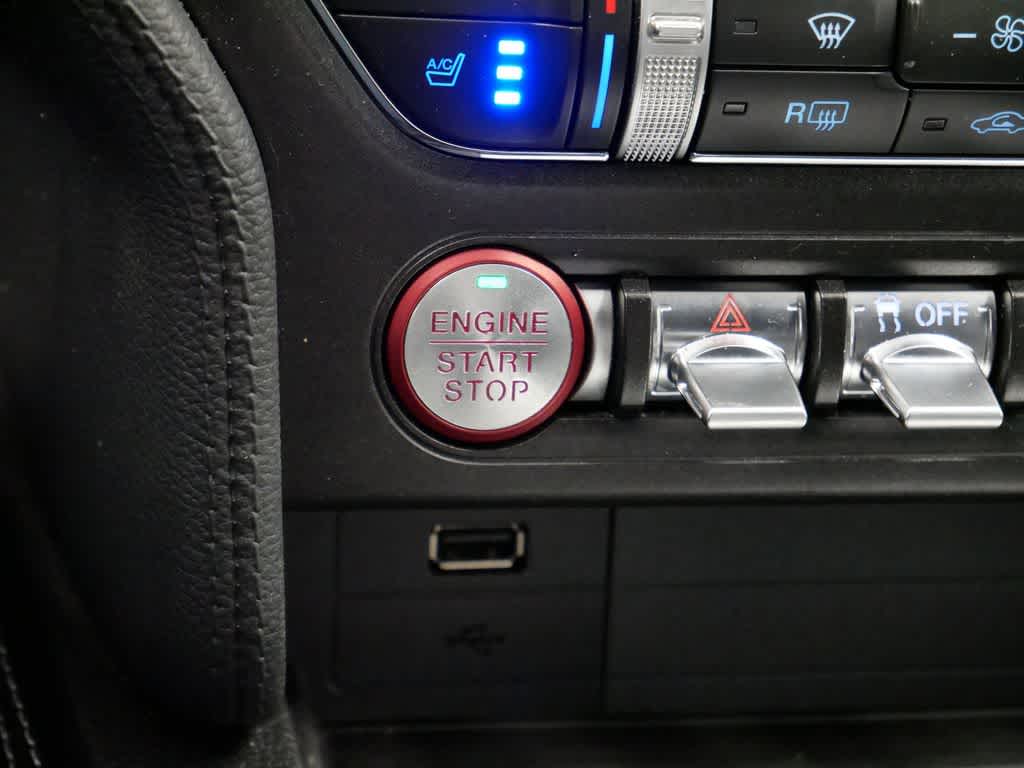 A/C
R
ENGINE
START
STOP
OFF